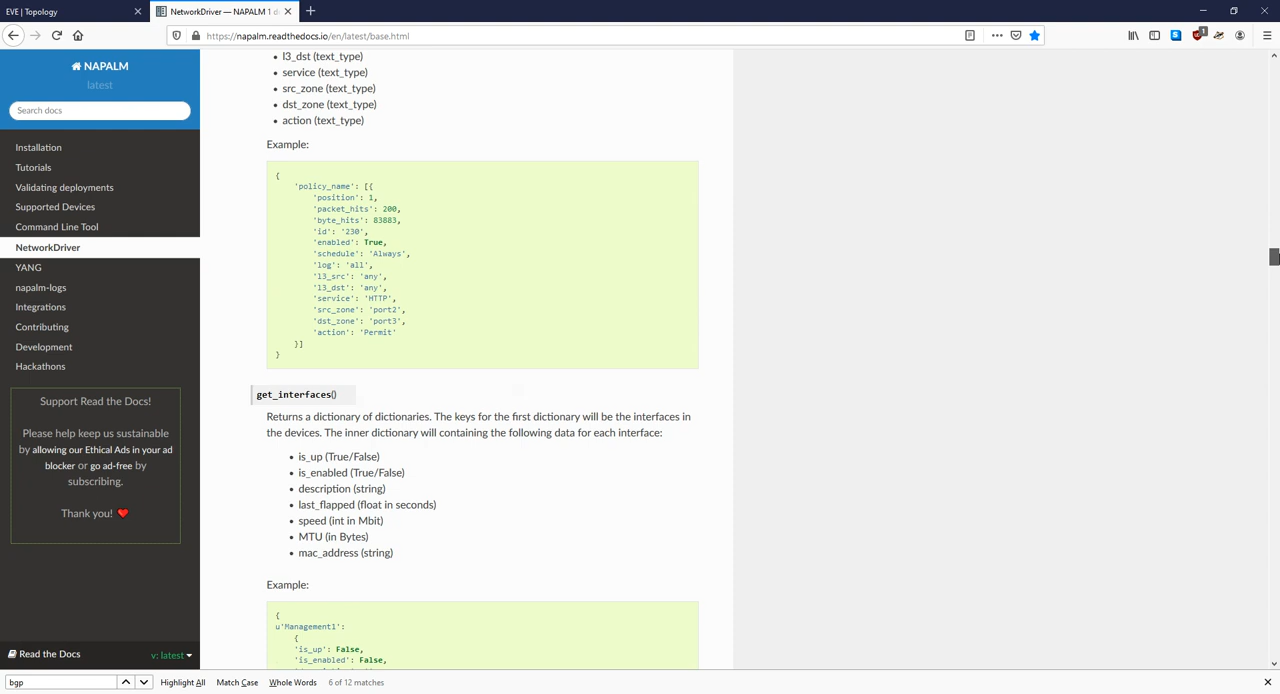 EVE | Topology
NetworkDriver — NAPALM 1 d
https://napalm.readthedocs.io/en/latest/base.html
1
NAPALM
latest
Search docs
Installation
Tutorials
Validating deployments
Supported Devices
Command Line Tool
NetworkDriver
YANG
napalm-logs
Integrations
Contributing
Development
Hackathons
Support Read the Docs!
Please help keep us sustainable
by allowing our Ethical Ads in your ad
blocker or go ad-free by
subscribing.
Thank you! ❤
Read the Docs
v: latest
l3_dst (text_type)
service (text_type)
src_zone (text_type)
dst_zone (text_type)
action (text_type)
Example:
{
'policy_name': [{
'position': 1,
'packet_hits': 200,
'byte_hits': 83883,
'id': '230',
'enabled': True,
'schedule': 'Always',
'log': 'all',
'l3_src': 'any',
'l3_dst': 'any',
'service': 'HTTP',
'src_zone': 'port2',
'dst_zone': 'port3',
'action': 'Permit'
}]
}
get_interfaces()
Returns a dictionary of dictionaries. The keys for the first dictionary will be the interfaces in
the devices. The inner dictionary will containing the following data for each interface:
is_up (True/False)
is_enabled (True/False)
description (string)
last_flapped (float in seconds)
speed (int in Mbit)
MTU (in Bytes)
mac_address (string)
Example:
{
u'Management1':
{
'is_up': False,
'is_enabled': False,
bgp
Highlight All
Match Case
Whole Words
6 of 12 matches